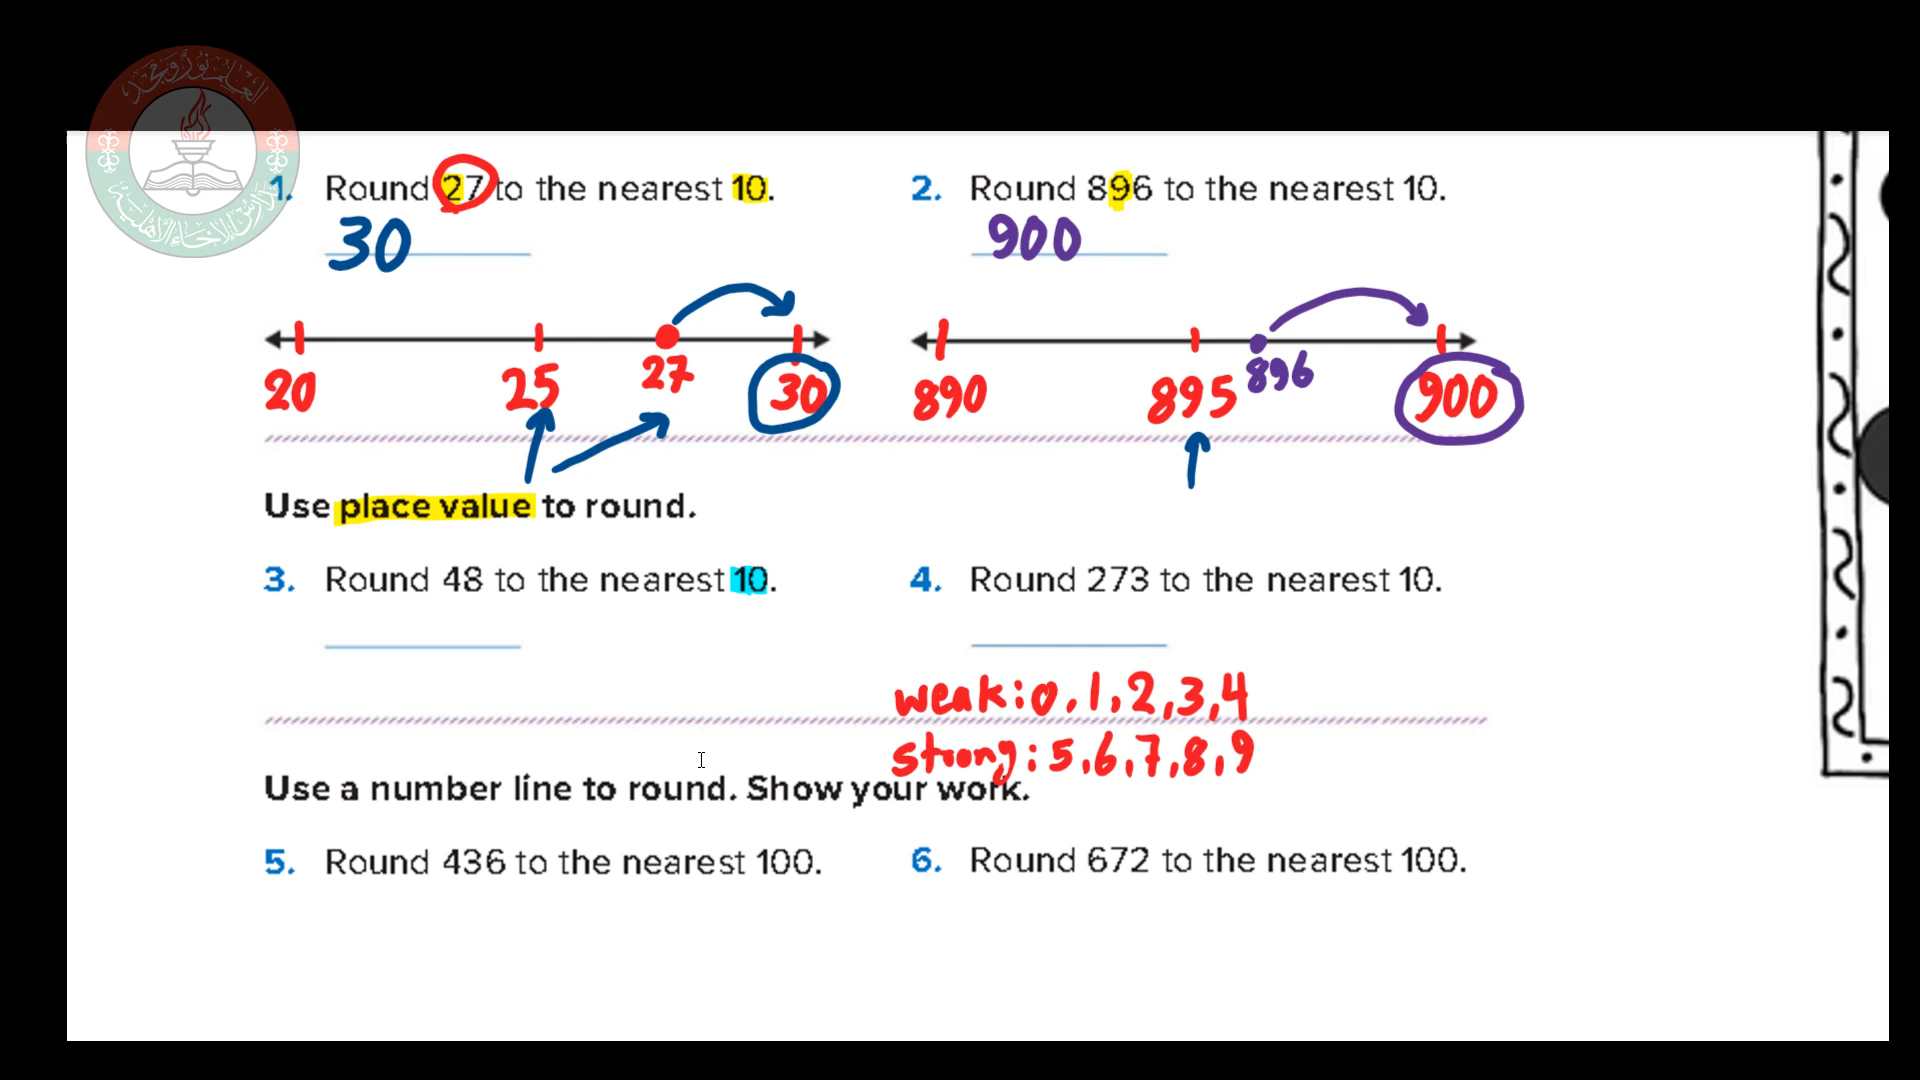 1. Round 27 to the nearest 10.
30
20 25 27 30
2. Round 896 to the nearest 10.
900
890 895 896 900
Use place value to round.
3. Round 48 to the nearest 10.
4. Round 273 to the nearest 10.
weak: 0, 1, 2, 3, 4
strong: 5, 6, 7, 8, 9
Use a number line to round. Show your work.
5. Round 436 to the nearest 100.
6. Round 672 to the nearest 100.